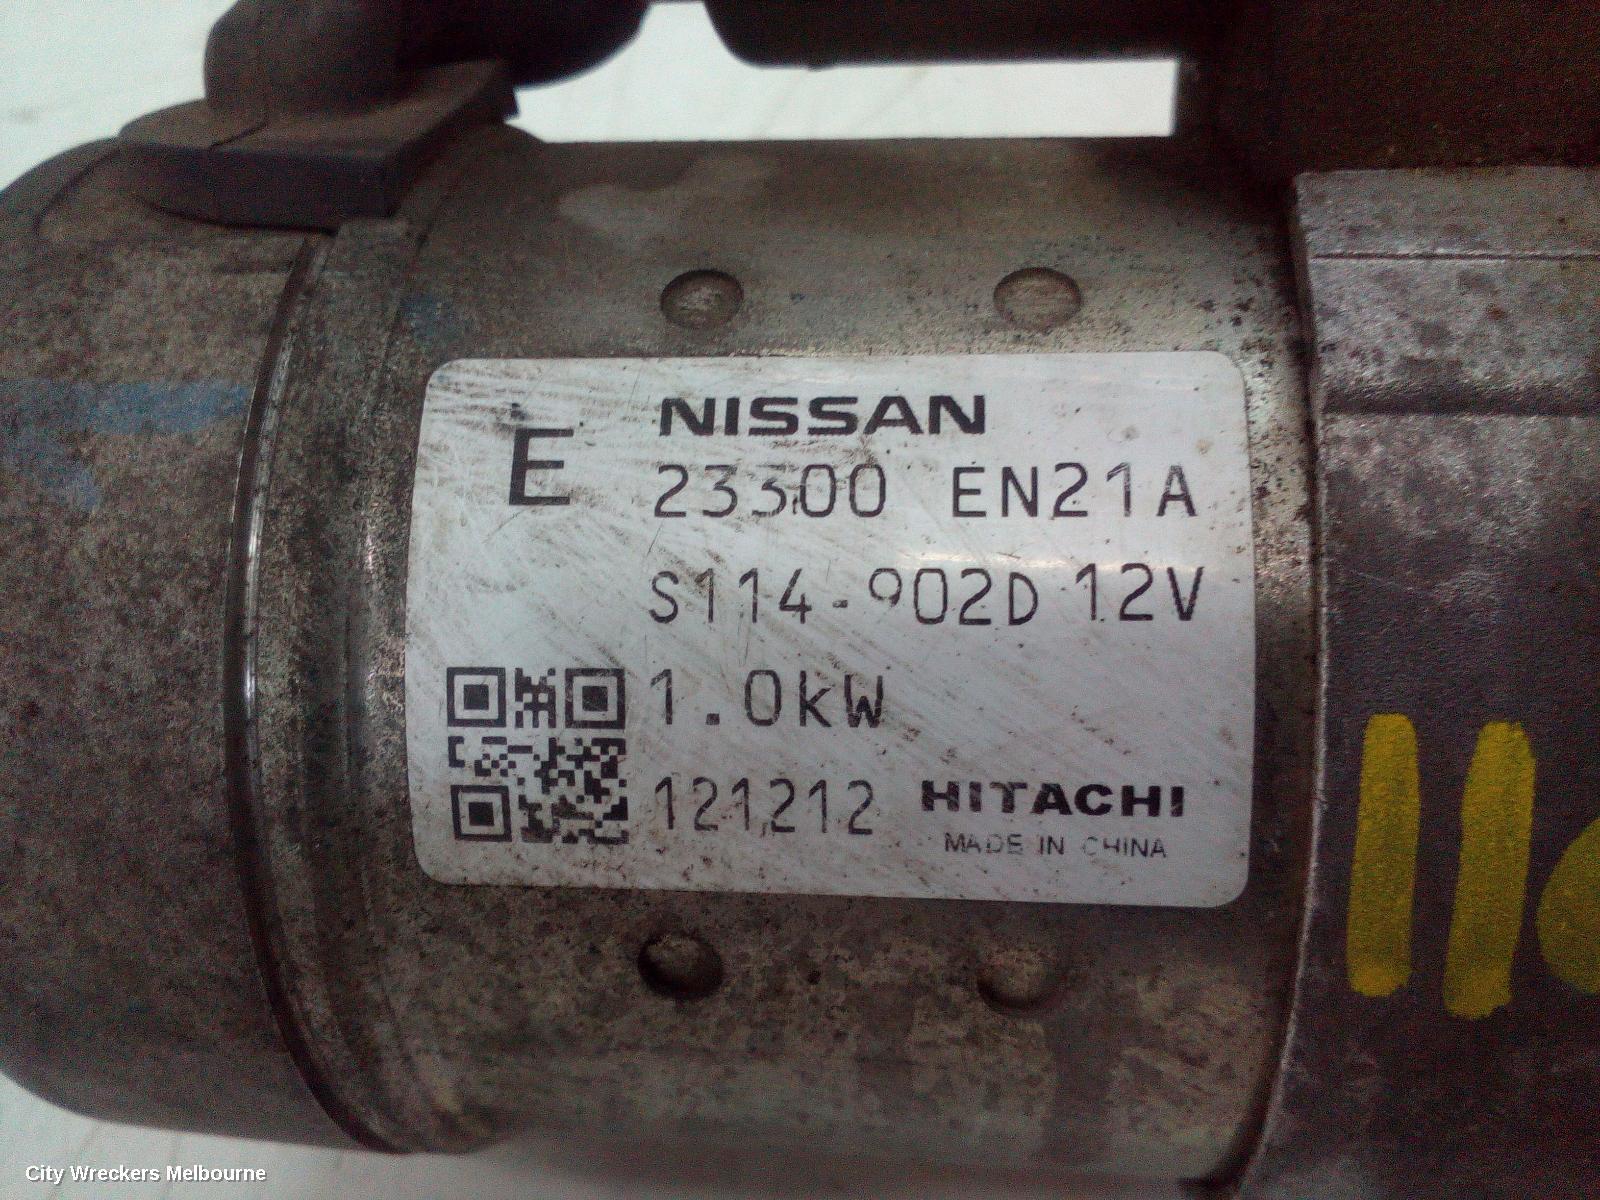 NISSAN
E
23300 EN21A
S114-902D 12V
1.0kW
121212 HITACHI
MADE IN CHINA
City Wreckers Melbourne